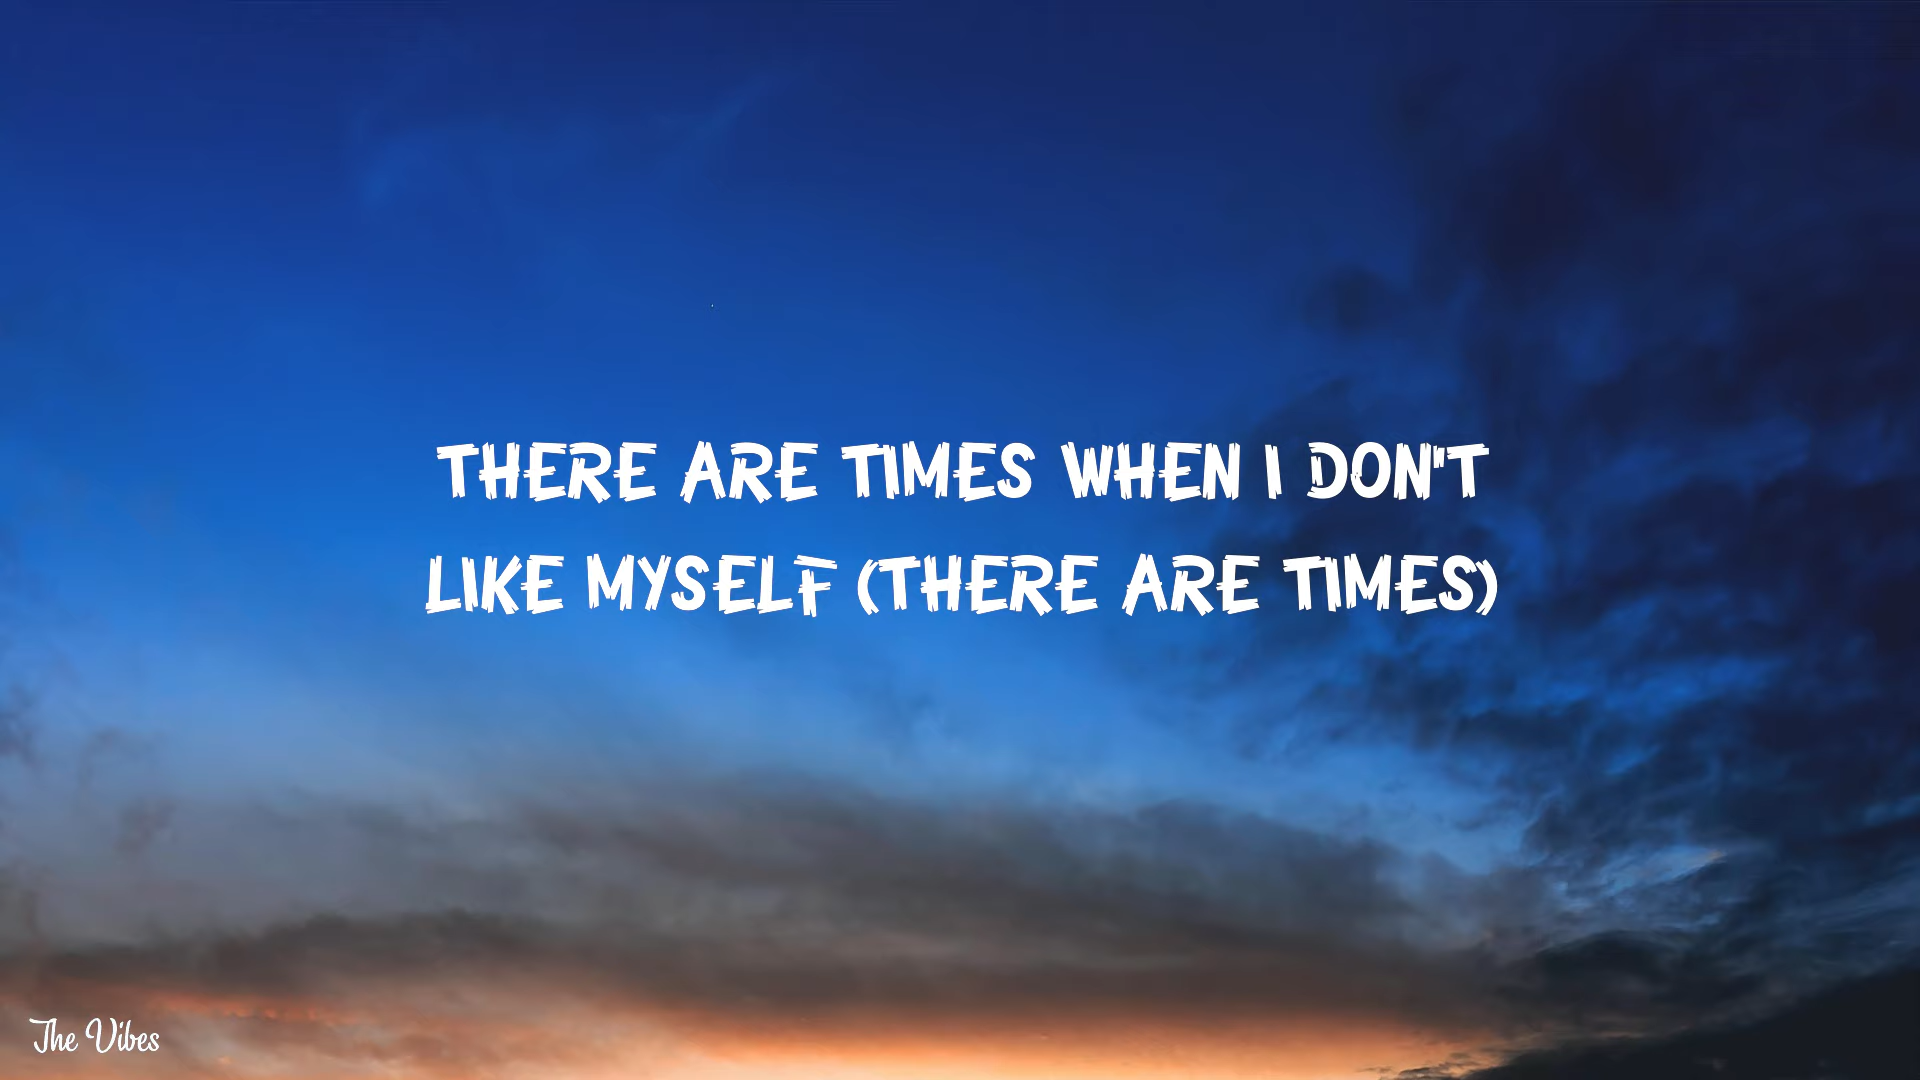 THERE ARE TIMES WHEN I DON'T
LIKE MYSELF (THERE ARE TIMES)
The Vibes